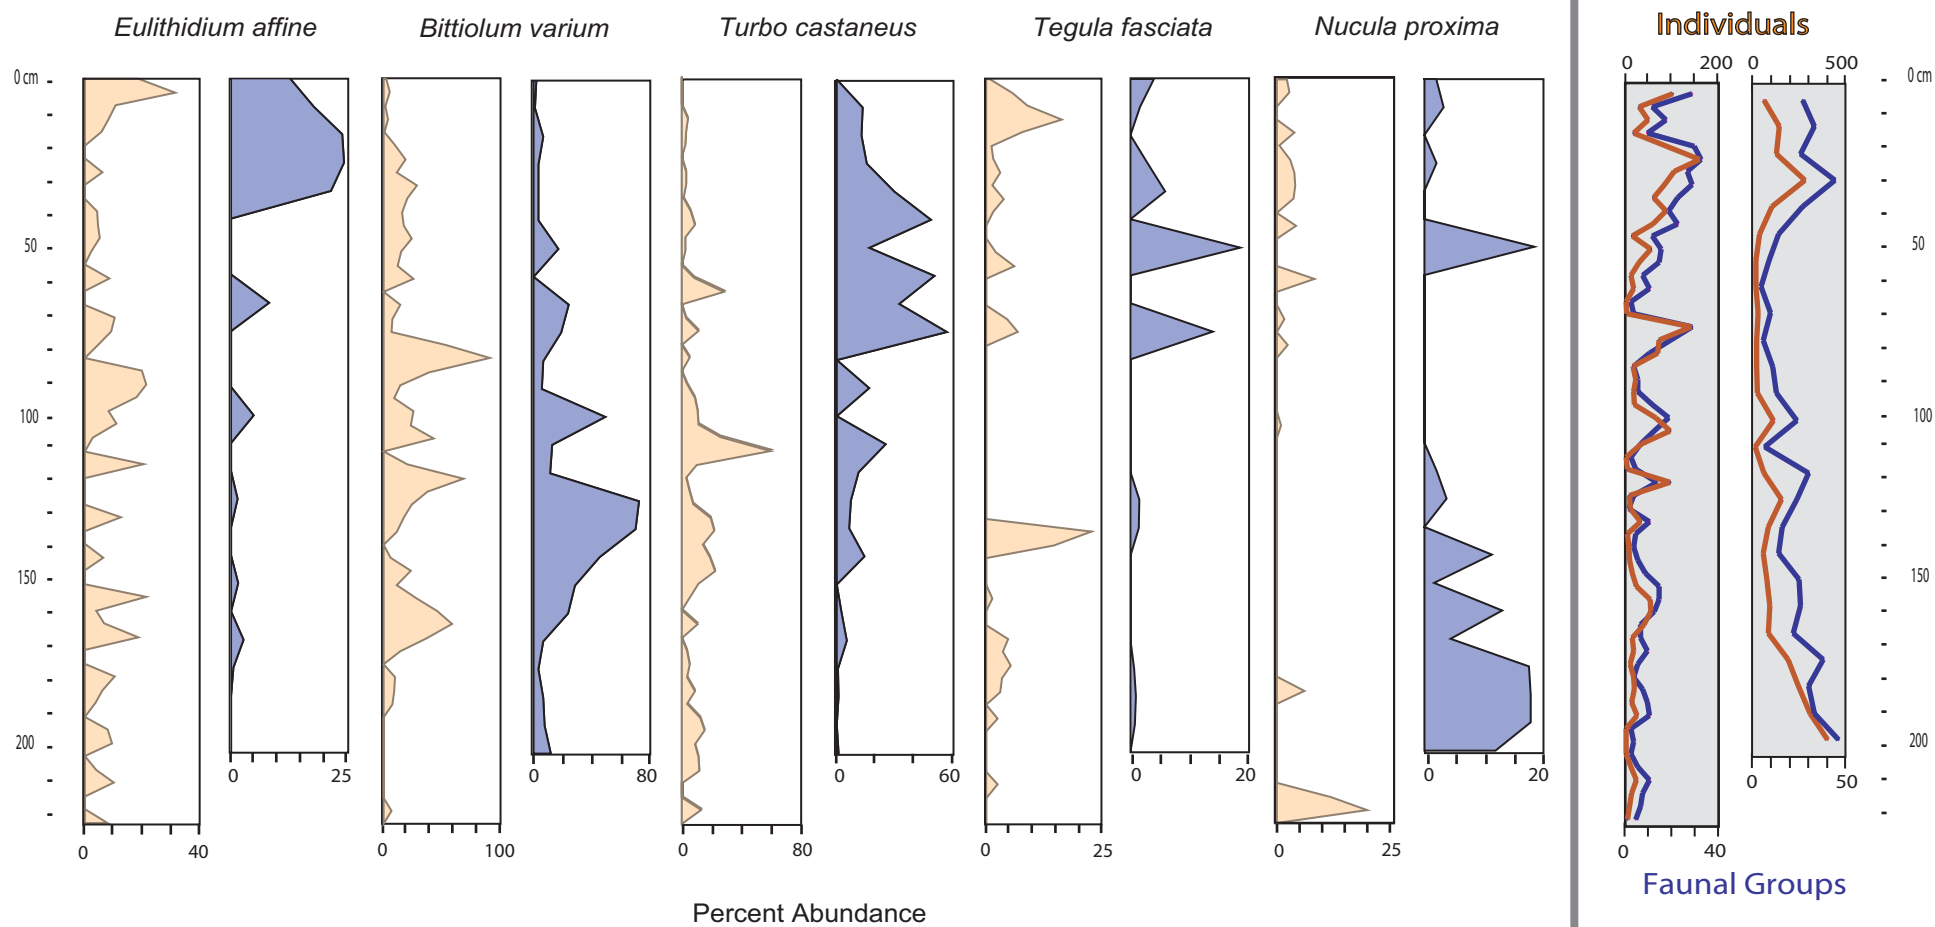 Eulithidium affine Bittiolum varium Turbo castaneus Tegula fasciata Nucula proxima Individuals
0 200 0 500
0 cm 0 cm
50 50
100 100
150 150
200 200
0 25 0 80 0 60 0 20 0 20 0 50
0 40 0 100 0 80 0 25 0 25 0 40
Faunal Groups
Percent Abundance